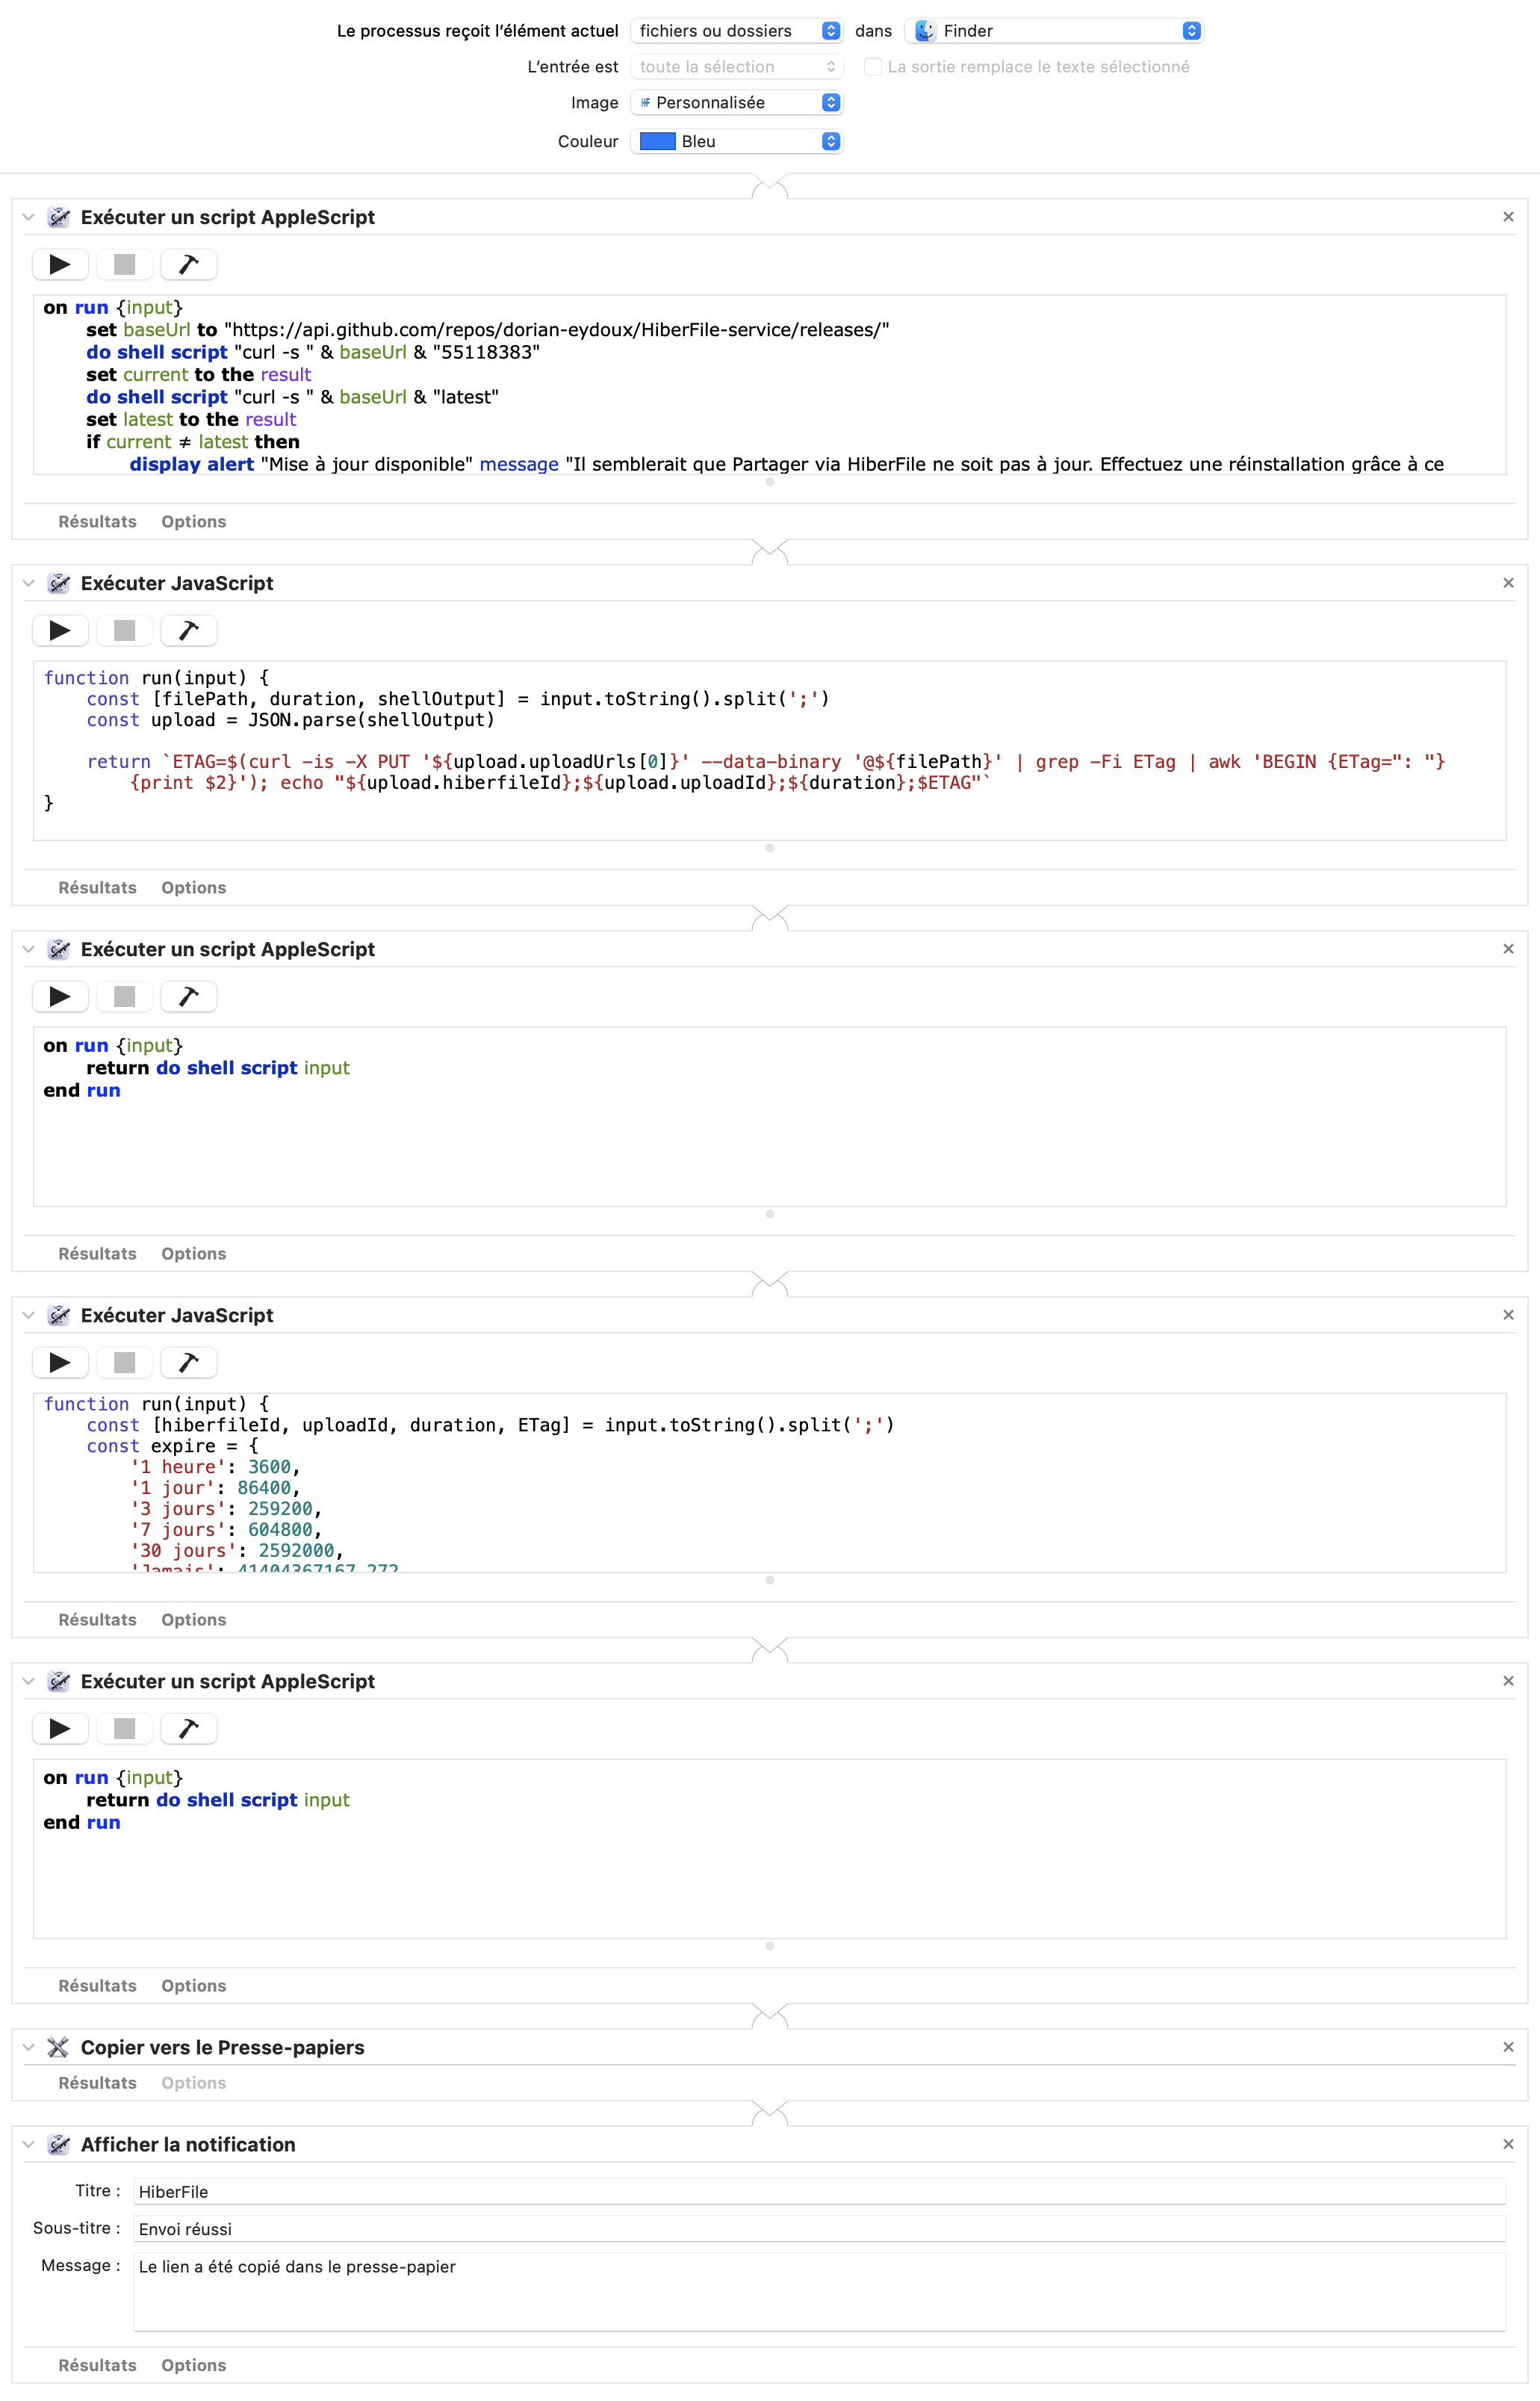 Le processus reçoit l’élément actuel fichiers ou dossiers dans Finder
L’entrée est toute la sélection La sortie remplace le texte sélectionné
Image Personnalisée
Couleur Bleu
Exécuter un script AppleScript
on run {input}
set baseUrl to "https://api.github.com/repos/dorian-eydoux/HiberFile-service/releases/"
do shell script "curl -s " & baseUrl & "55118383"
set current to the result
do shell script "curl -s " & baseUrl & "latest"
set latest to the result
if current ≠ latest then
display alert "Mise à jour disponible" message "Il semblerait que Partager via HiberFile ne soit pas à jour. Effectuez une réinstallation grâce à ce
Résultats Options
Exécuter JavaScript
function run(input) {
const [filePath, duration, shellOutput] = input.toString().split(';')
const upload = JSON.parse(shellOutput)
return `ETAG=$(curl -is -X PUT '${upload.uploadUrls[0]}' --data-binary '@${filePath}' | grep -Fi ETag | awk 'BEGIN {ETag=": "}
{print $2}'); echo "${upload.hiberfileId};${upload.uploadId};${duration};$ETAG"`
}
Résultats Options
Exécuter un script AppleScript
on run {input}
return do shell script input
end run
Résultats Options
Exécuter JavaScript
function run(input) {
const [hiberfileId, uploadId, duration, ETag] = input.toString().split(';')
const expire = {
'1 heure': 3600,
'1 jour': 86400,
'3 jours': 259200,
'7 jours': 604800,
'30 jours': 2592000,
'Jamais': 41404367167.272
Résultats Options
Exécuter un script AppleScript
on run {input}
return do shell script input
end run
Résultats Options
Copier vers le Presse-papiers
Résultats Options
Afficher la notification
Titre : HiberFile
Sous-titre : Envoi réussi
Message : Le lien a été copié dans le presse-papier
Résultats Options